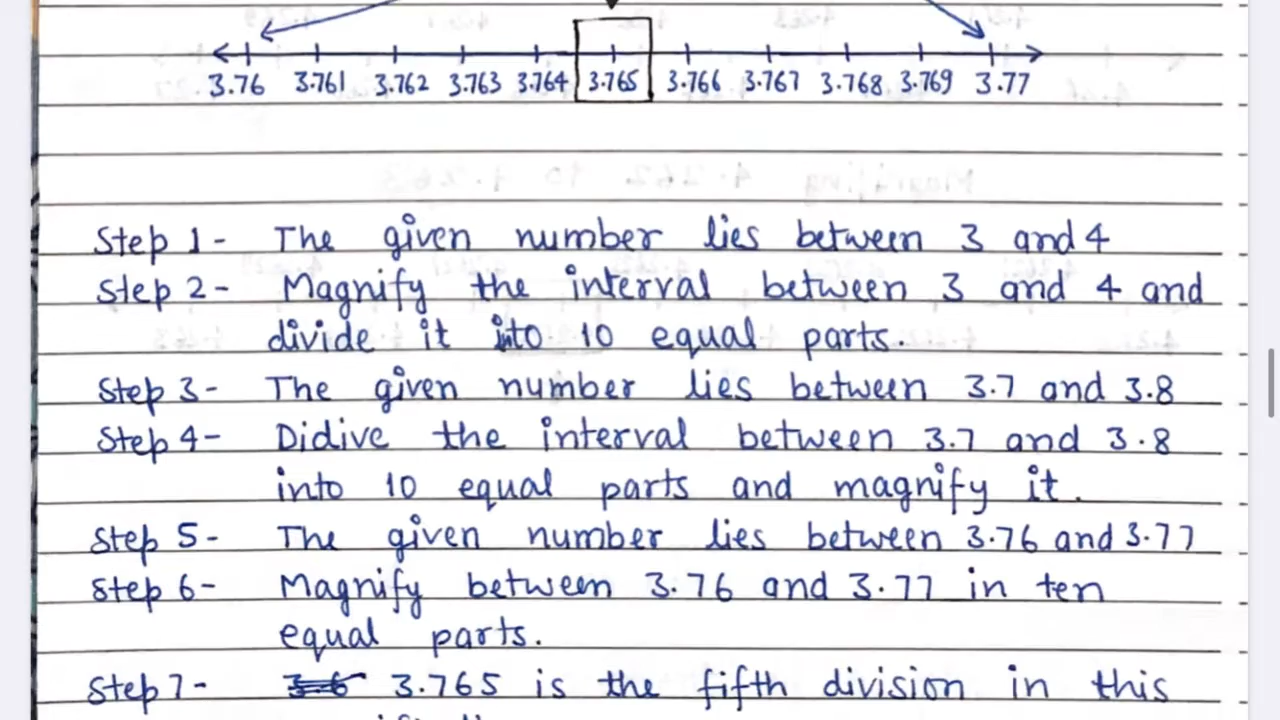 3.76 3.761 3.762 3.763 3.764 3.765 3.766 3.767 3.768 3.769 3.77
Step 1- The given number lies between 3 and 4
Step 2- Magnify the interval between 3 and 4 and
divide it into 10 equal parts.
Step 3- The given number lies between 3.7 and 3.8
Step 4- Didive the interval between 3.7 and 3.8
into 10 equal parts and magnify it.
Step 5- The given number lies between 3.76 and 3.77
Step 6- Magnify between 3.76 and 3.77 in ten
equal parts.
Step 7- 3.765 is the fifth division in this